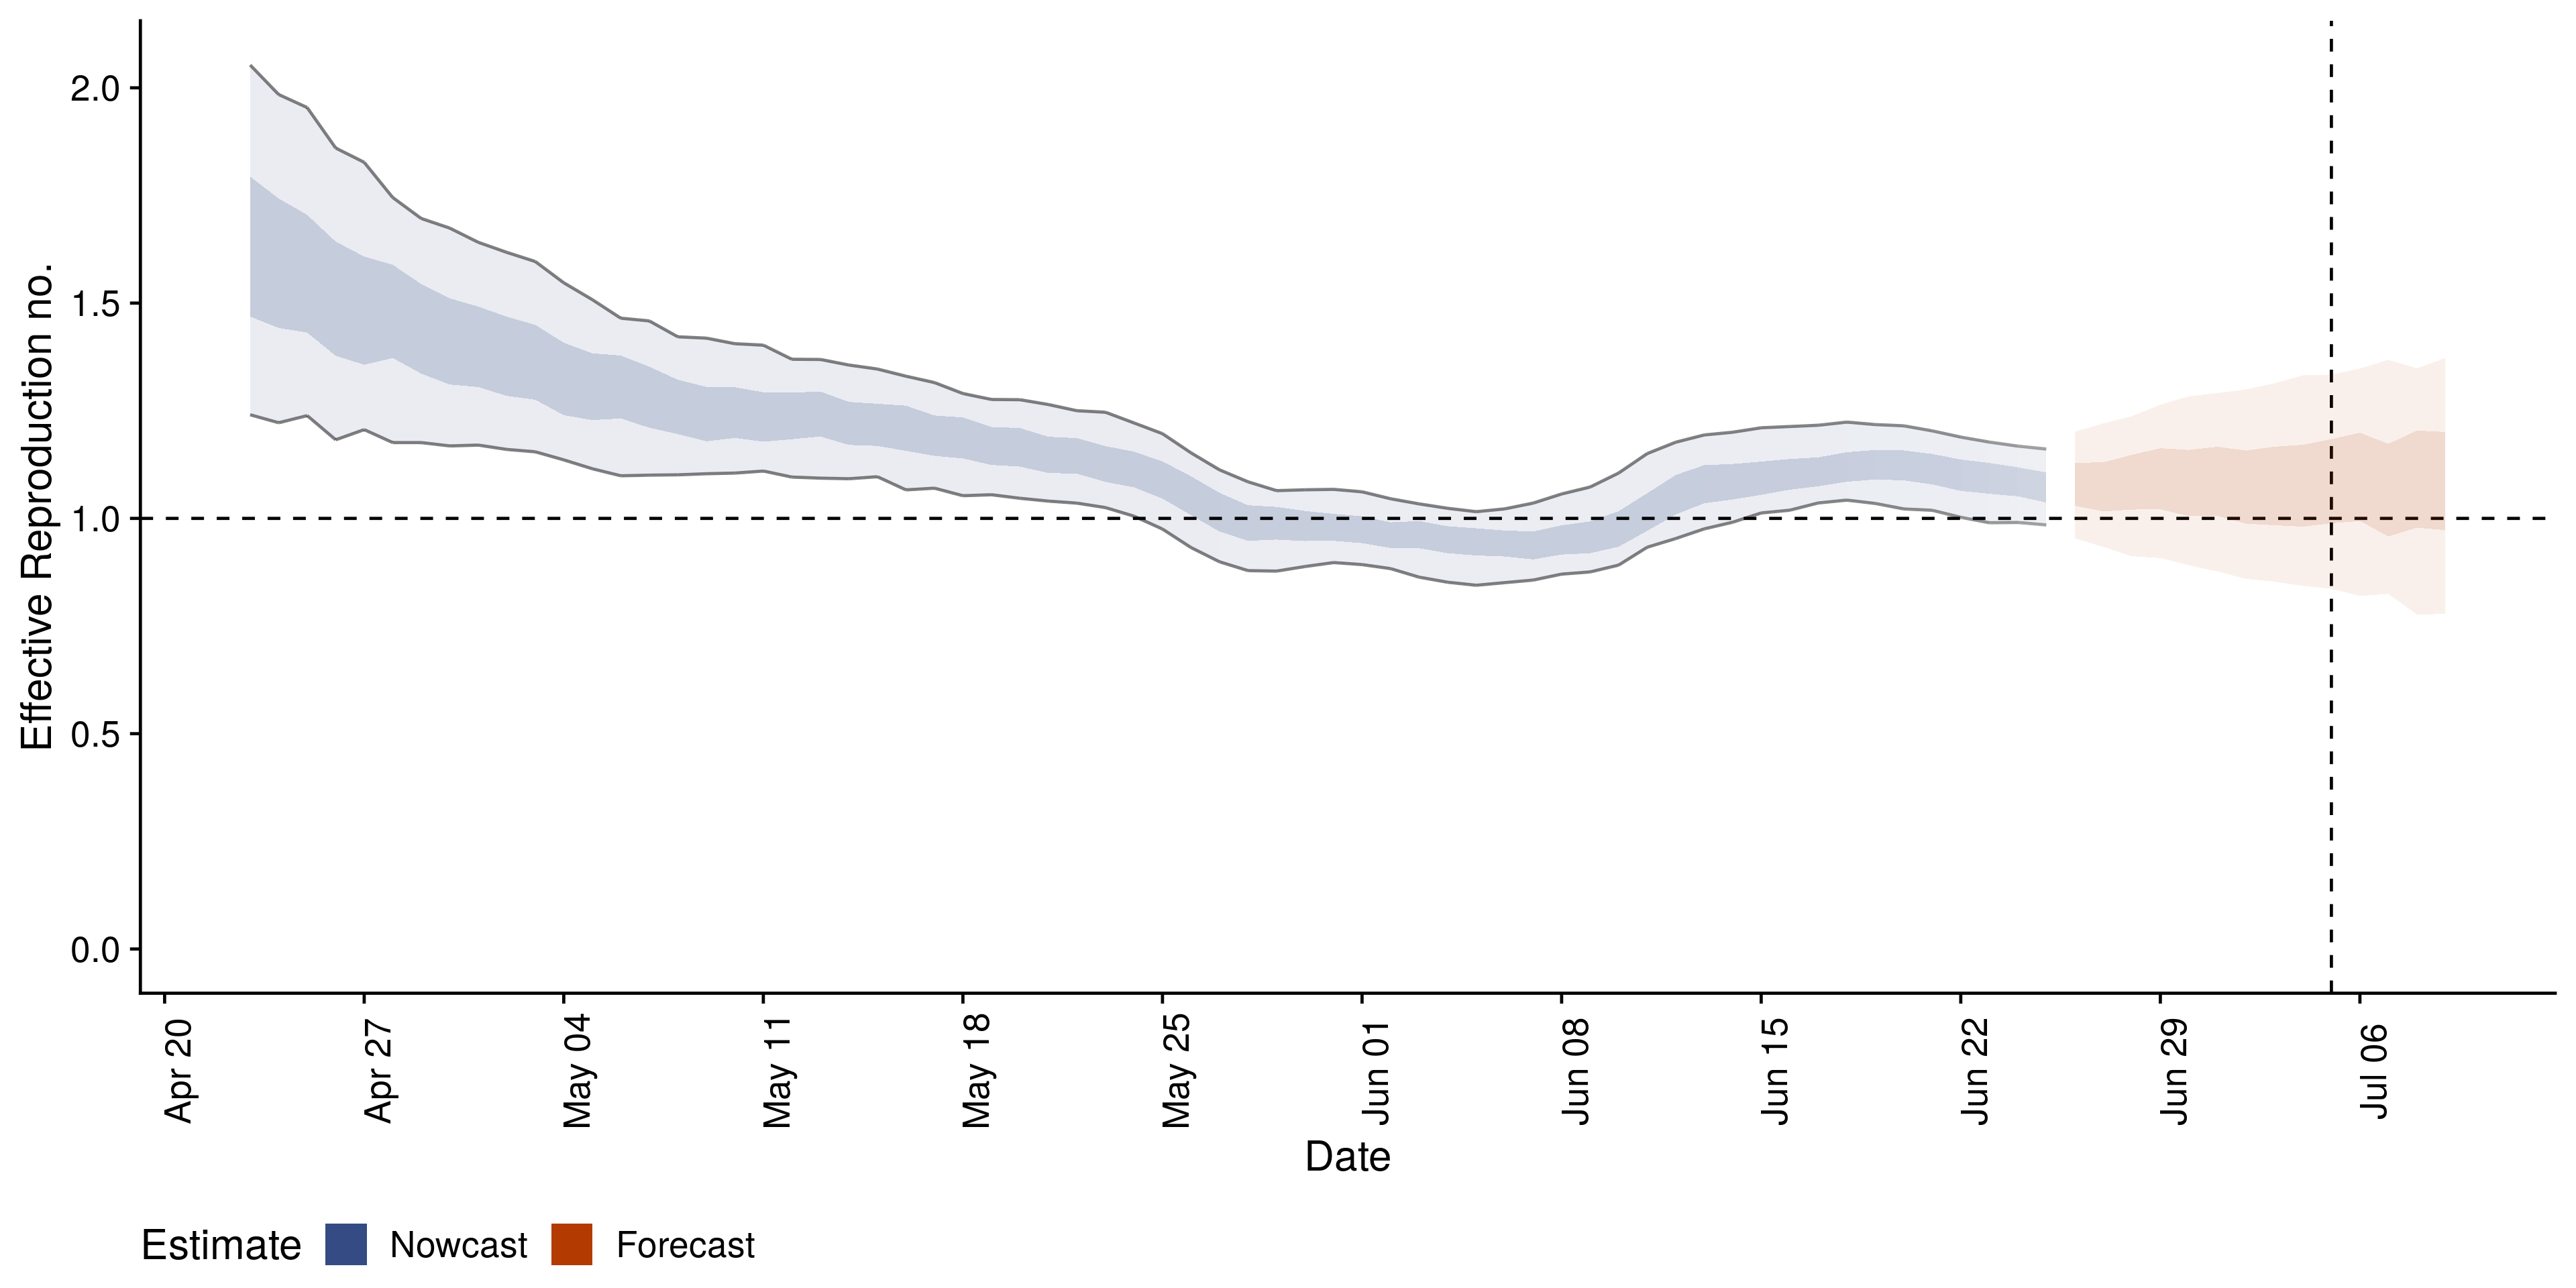 Effective Reproduction no.
2.0
1.5
1.0
0.5
0.0
Apr 20
Apr 27
May 04
May 11
May 18
May 25
Jun 01
Jun 08
Jun 15
Jun 22
Jun 29
Jul 06
Date
Estimate Nowcast Forecast